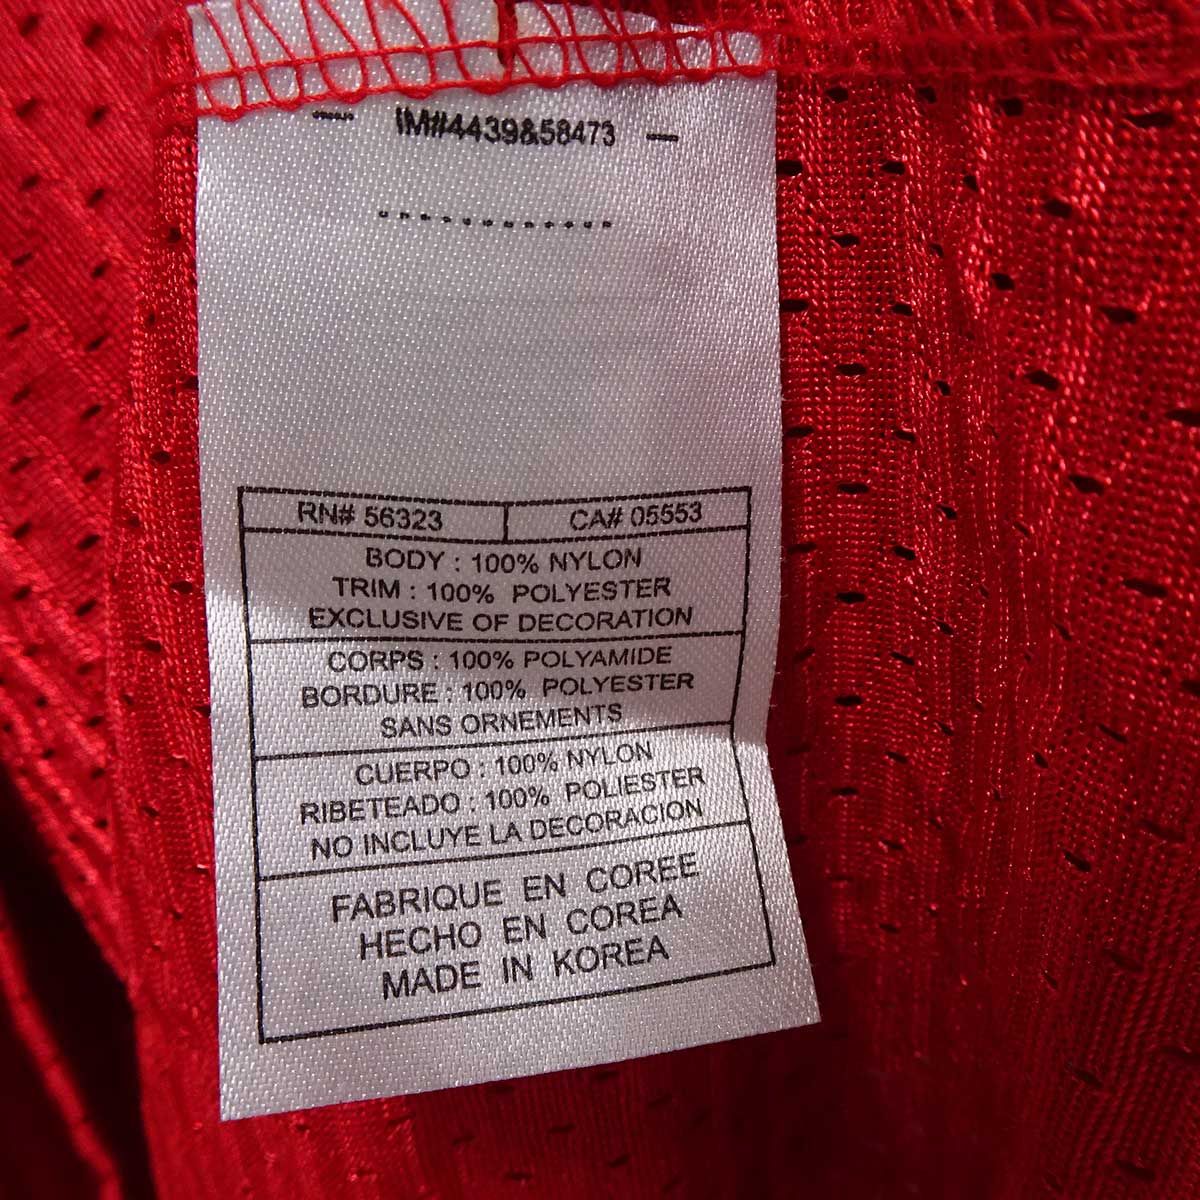 — IM#4439&58473 —
............
RN# 56323 CA# 05553
BODY : 100% NYLON
TRIM : 100% POLYESTER
EXCLUSIVE OF DECORATION
CORPS : 100% POLYAMIDE
BORDURE : 100% POLYESTER
SANS ORNEMENTS
CUERPO : 100% NYLON
RIBETEADO : 100% POLIESTER
NO INCLUYE LA DECORACION
FABRIQUE EN COREE
HECHO EN COREA
MADE IN KOREA